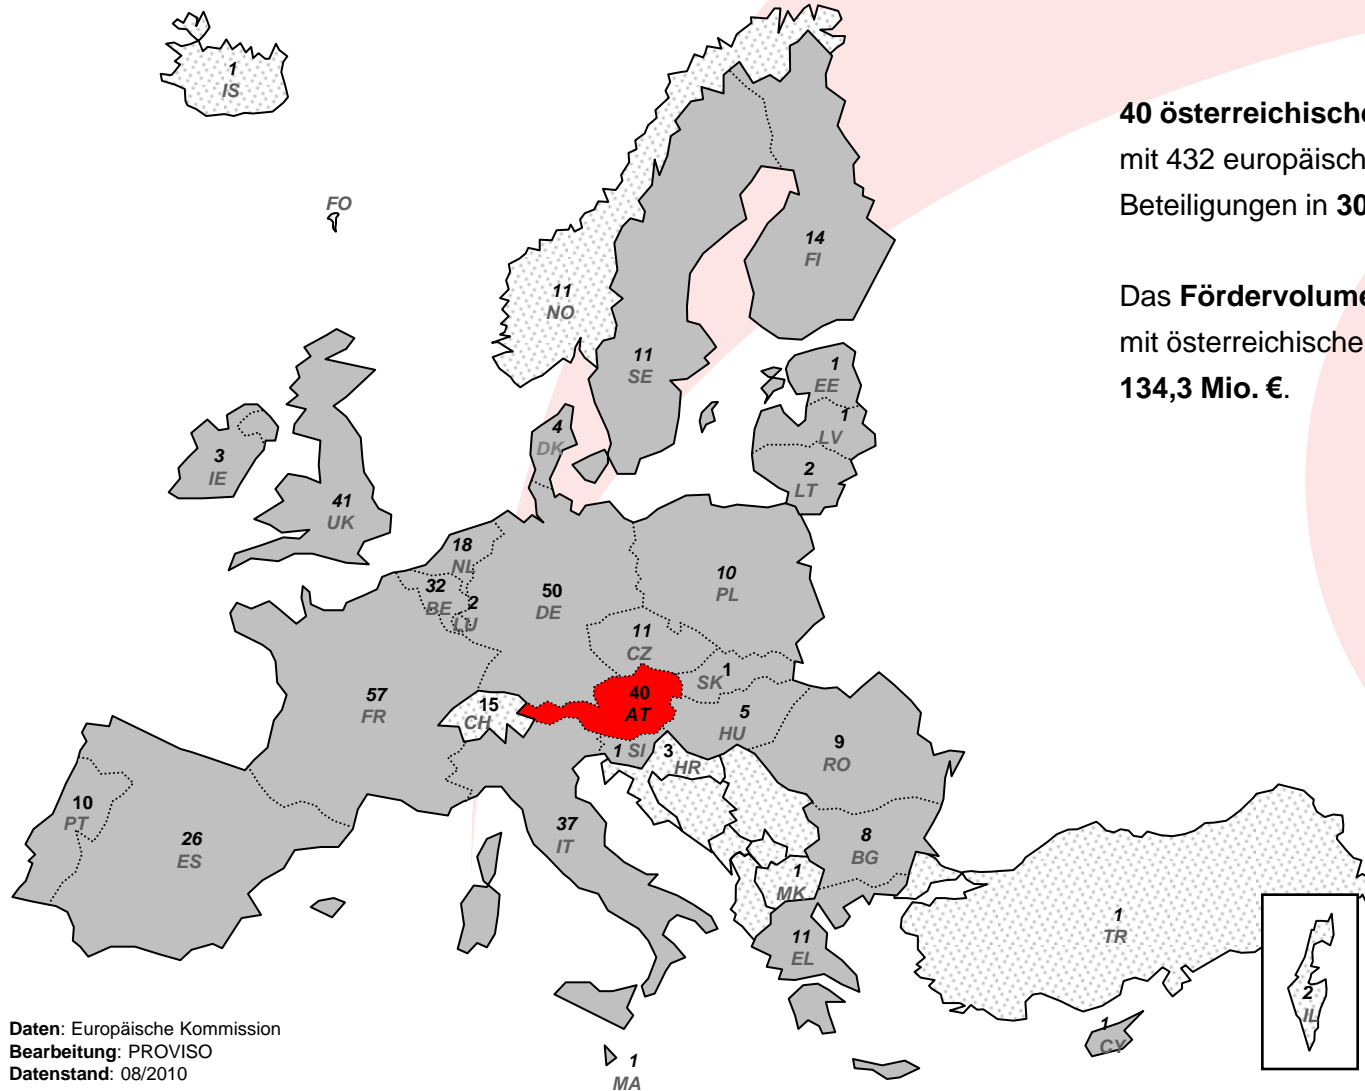 1
IS
FO
40 österreichische
mit 432 europäisch
Beteiligungen in 30
Das Fördervolume
mit österreichische
134,3 Mio. €.
14
FI
11
NO
11
SE
1
EE
1
LV
2
LT
4
DK
3
IE
41
UK
18
NL
32
BE
2
LU
50
DE
10
PL
11
CZ
1
SK
40
AT
57
FR
15
CH
5
HU
1 SI
3
HR
9
RO
10
PT
26
ES
37
IT
8
BG
1
MK
11
EL
1
TR
2
IL
1
CY
1
MA
Daten: Europäische Kommission
Bearbeitung: PROVISO
Datenstand: 08/2010